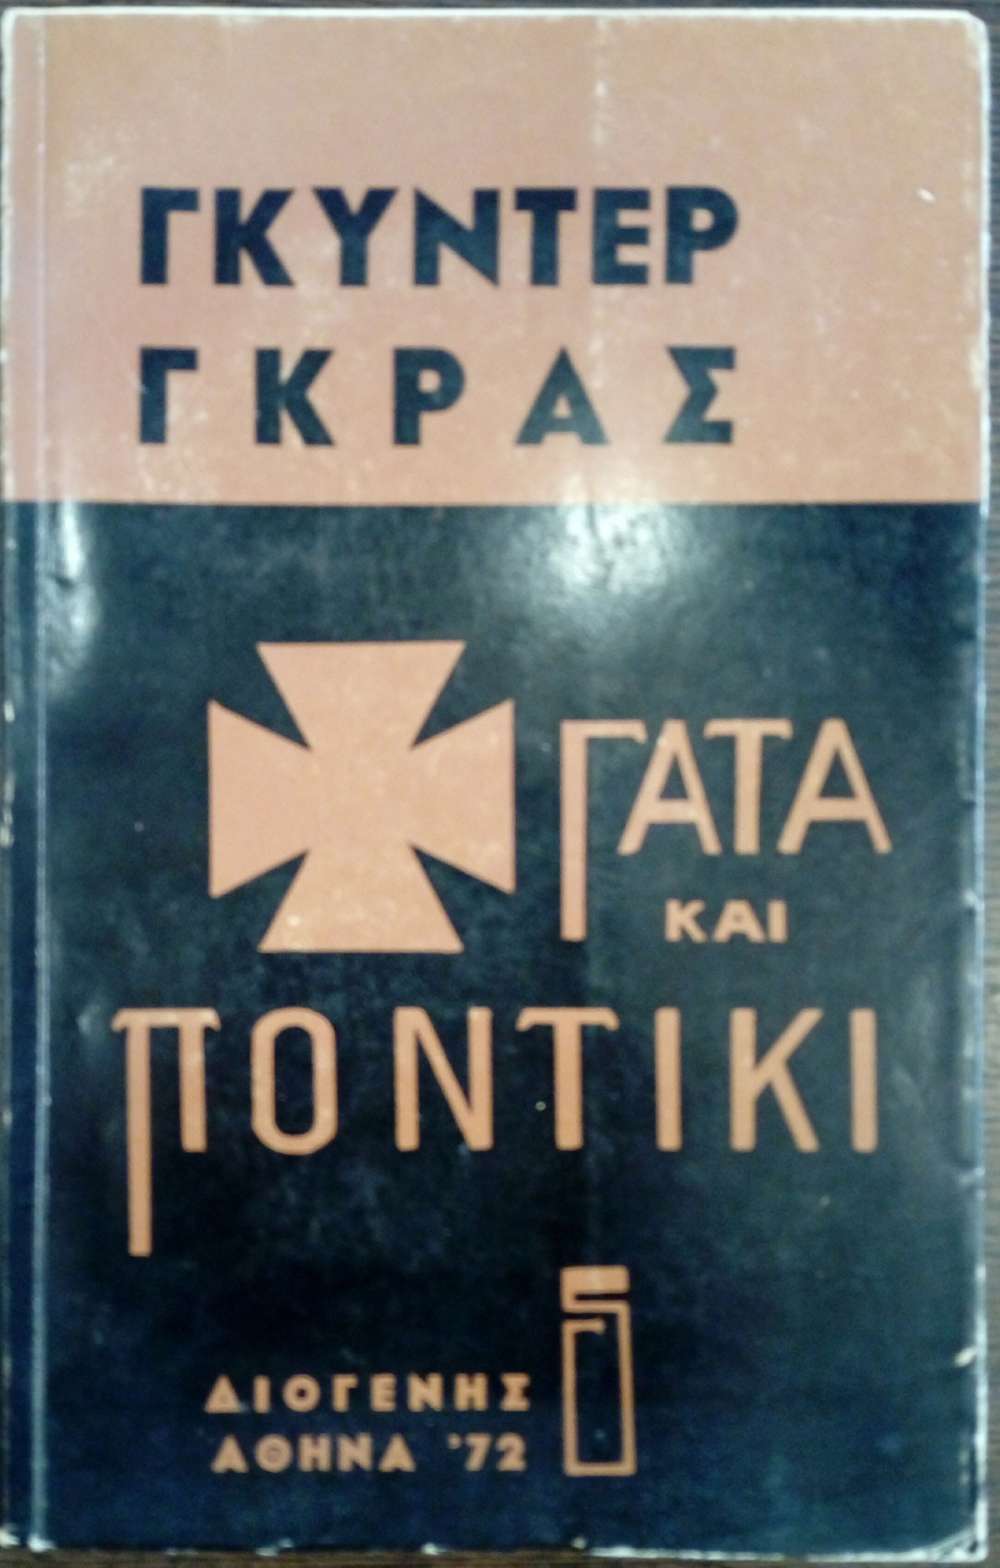 ΓΚΥΝΤΕΡ
ΓΚΡΑΣ
ΓΑΤΑ
ΚΑΙ
ΠΟΝΤΙΚΙ
ΔΙΟΓΕΝΗΣ
ΑΘΗΝΑ '72